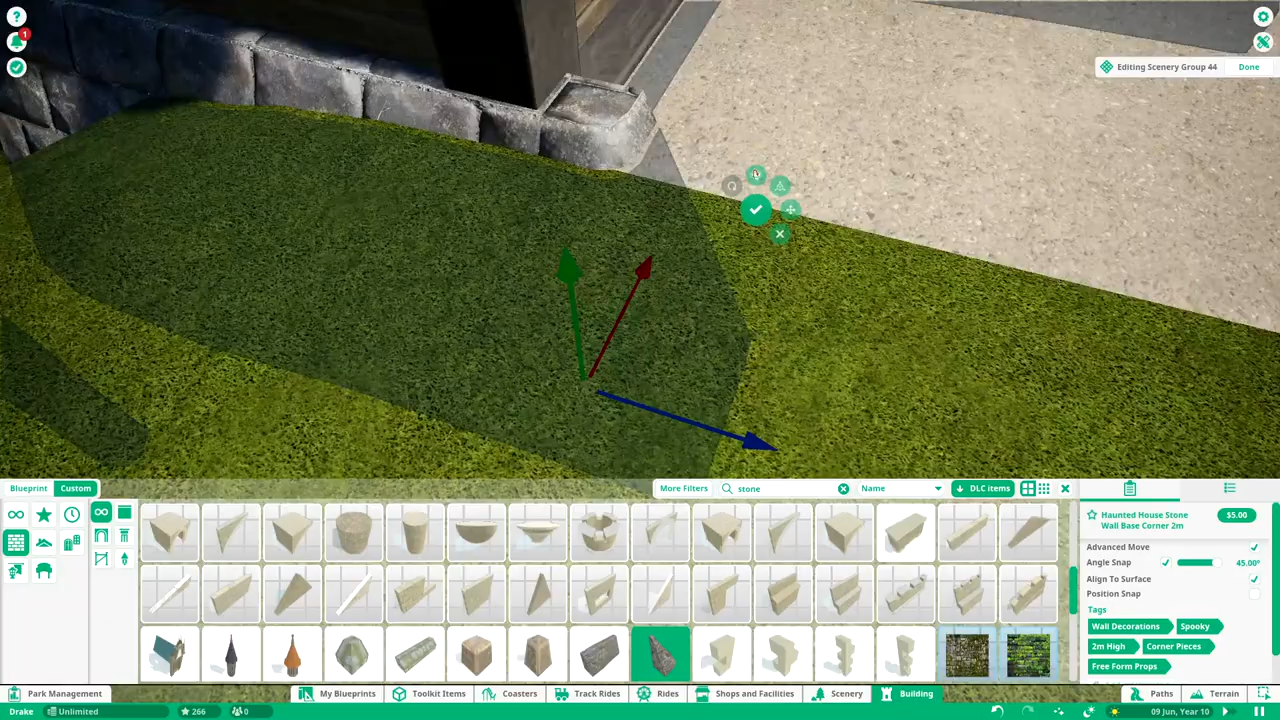 ?
1
Editing Scenery Group 44 Done
Blueprint Custom More Filters stone Name DLC items
Haunted House Stone
Wall Base Corner 2m
$5.00
Advanced Move
Angle Snap 45.00°
Align To Surface
Position Snap
Tags
Wall Decorations Spooky
2m High Corner Pieces
Free Form Props
Park Management My Blueprints Toolkit Items Coasters Track Rides Rides Shops and Facilities Scenery Building Paths Terrain
Drake Unlimited 266 0 09 Jun, Year 10